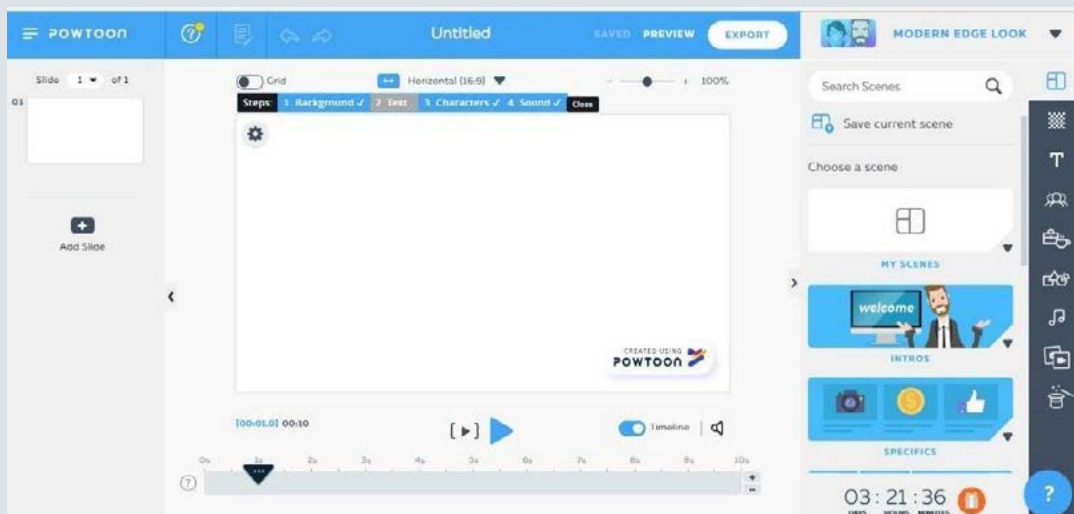 POWTOON
?
Untitled
SAVED PREVIEW EXPORT
MODERN EDGE LOOK
Slide 1 of 1
01
Add Slide
Grid
Horizontal (16:9)
- + 100%
Steps: 1 Background ✓ 2 Text 3 Characters ✓ 4 Sound ✓ Close
CREATED USING
POWTOON
[00:01.0] 00:10
Timeline
0s 1s 2s 3s 4s 5s 6s 7s 8s 9s 10s
?
+
-
Search Scenes
Save current scene
Choose a scene
MY SCENES
welcome
INTROS
SPECIFICS
03 : 21 : 36
DAYS HOURS MINUTES
T
?